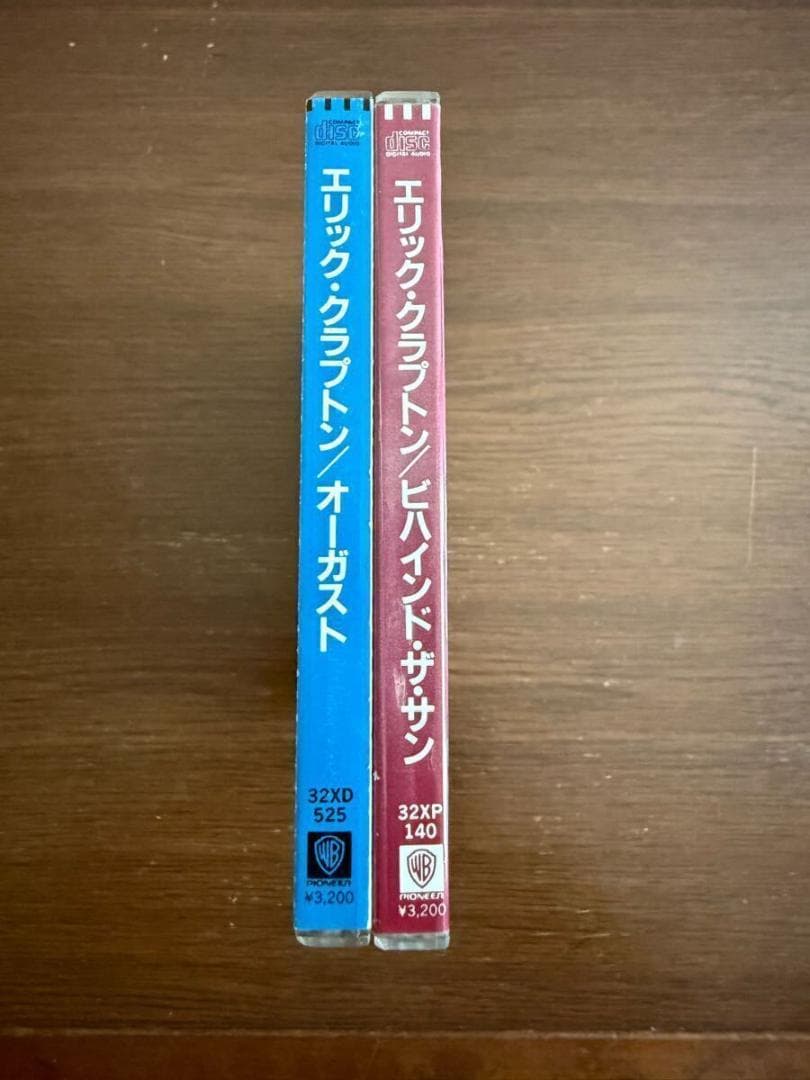 COMPACT
disc
DIGITAL AUDIO
エリック・クラプトン/オーガスト
32XD
525
WB
PIONEER
¥3,200
COMPACT
disc
DIGITAL AUDIO
エリック・クラプトン/ビハインド・ザ・サン
32XP
140
WB
PIONEER
¥3,200